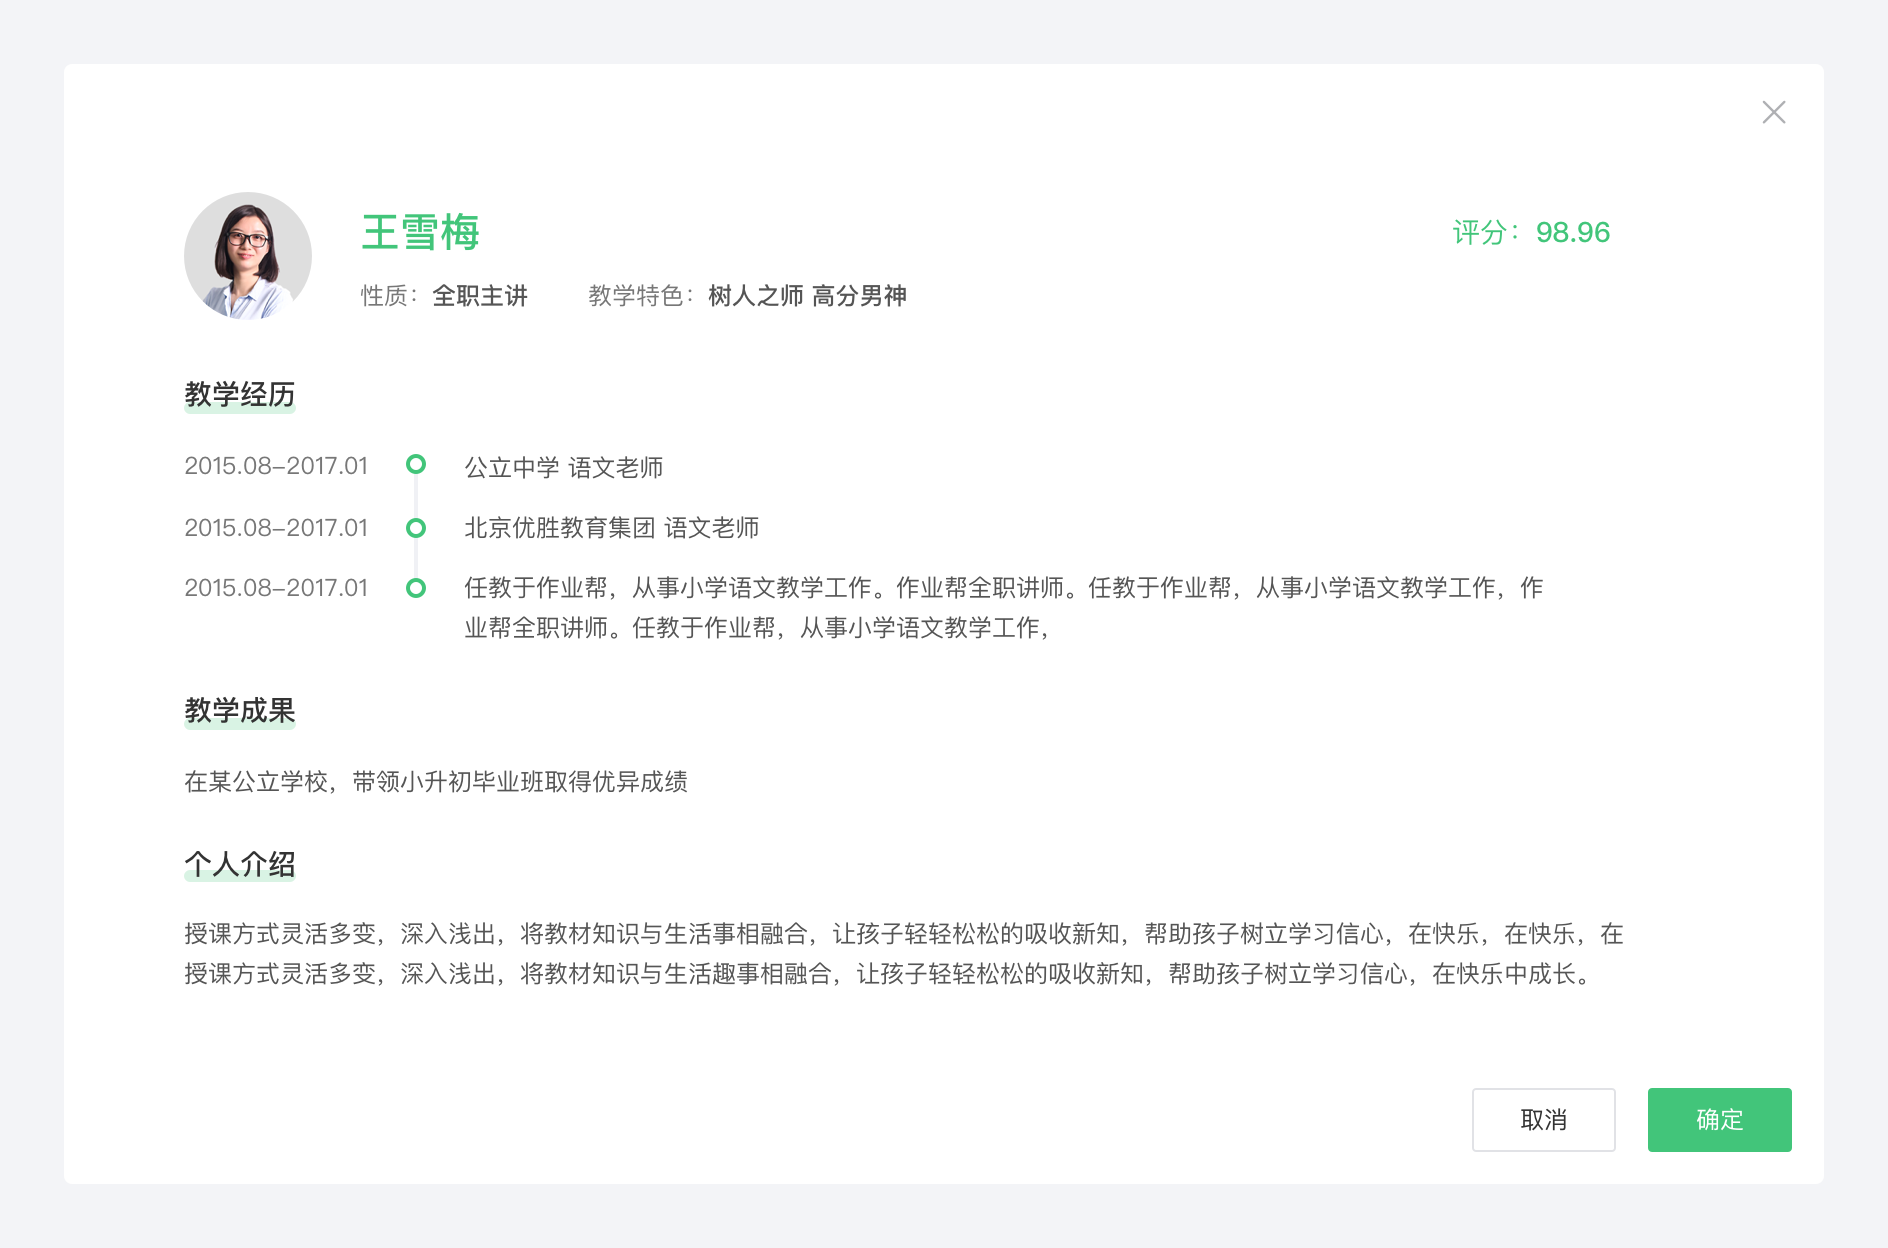 王雪梅
评分：98.96
性质：全职主讲 教学特色：树人之师 高分男神
教学经历
2015.08–2017.01 公立中学 语文老师
2015.08–2017.01 北京优胜教育集团 语文老师
2015.08–2017.01 任教于作业帮，从事小学语文教学工作。作业帮全职讲师。任教于作业帮，从事小学语文教学工作，作
业帮全职讲师。任教于作业帮，从事小学语文教学工作，
教学成果
在某公立学校，带领小升初毕业班取得优异成绩
个人介绍
授课方式灵活多变，深入浅出，将教材知识与生活事相融合，让孩子轻轻松松的吸收新知，帮助孩子树立学习信心，在快乐，在快乐，在
授课方式灵活多变，深入浅出，将教材知识与生活趣事相融合，让孩子轻轻松松的吸收新知，帮助孩子树立学习信心，在快乐中成长。
取消 确定